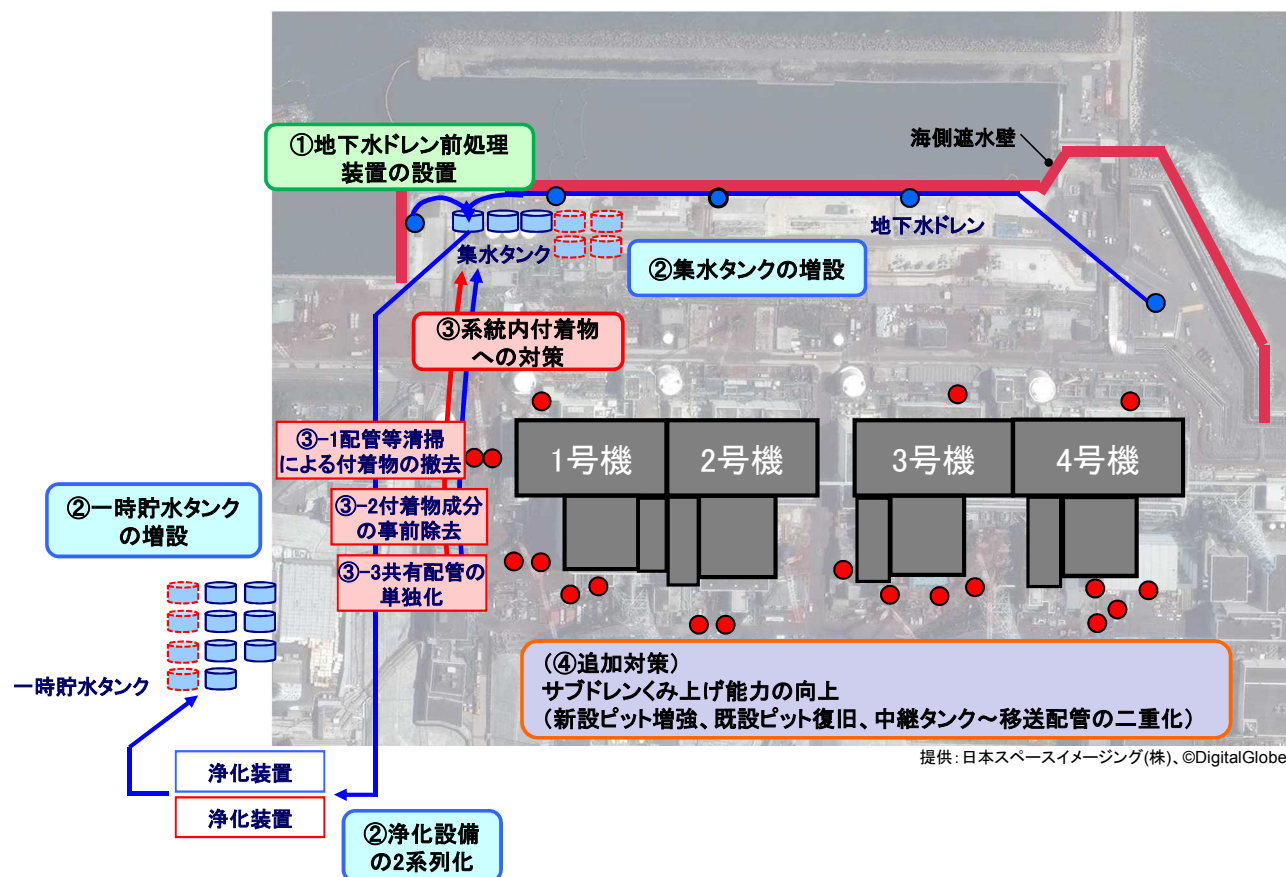 ①地下水ドレン前処理
装置の設置
海側遮水壁
地下水ドレン
集水タンク
②集水タンクの増設
③系統内付着物
への対策
③-1配管等清掃
による付着物の撤去
③-2付着物成分
の事前除去
③-3共有配管の
単独化
1号機
2号機
3号機
4号機
②一時貯水タンク
の増設
一時貯水タンク
(④追加対策)
サブドレンくみ上げ能力の向上
(新設ピット増強、既設ピット復旧、中継タンク～移送配管の二重化)
提供:日本スペースイメージング(株)、©DigitalGlobe
浄化装置
浄化装置
②浄化設備
の2系列化